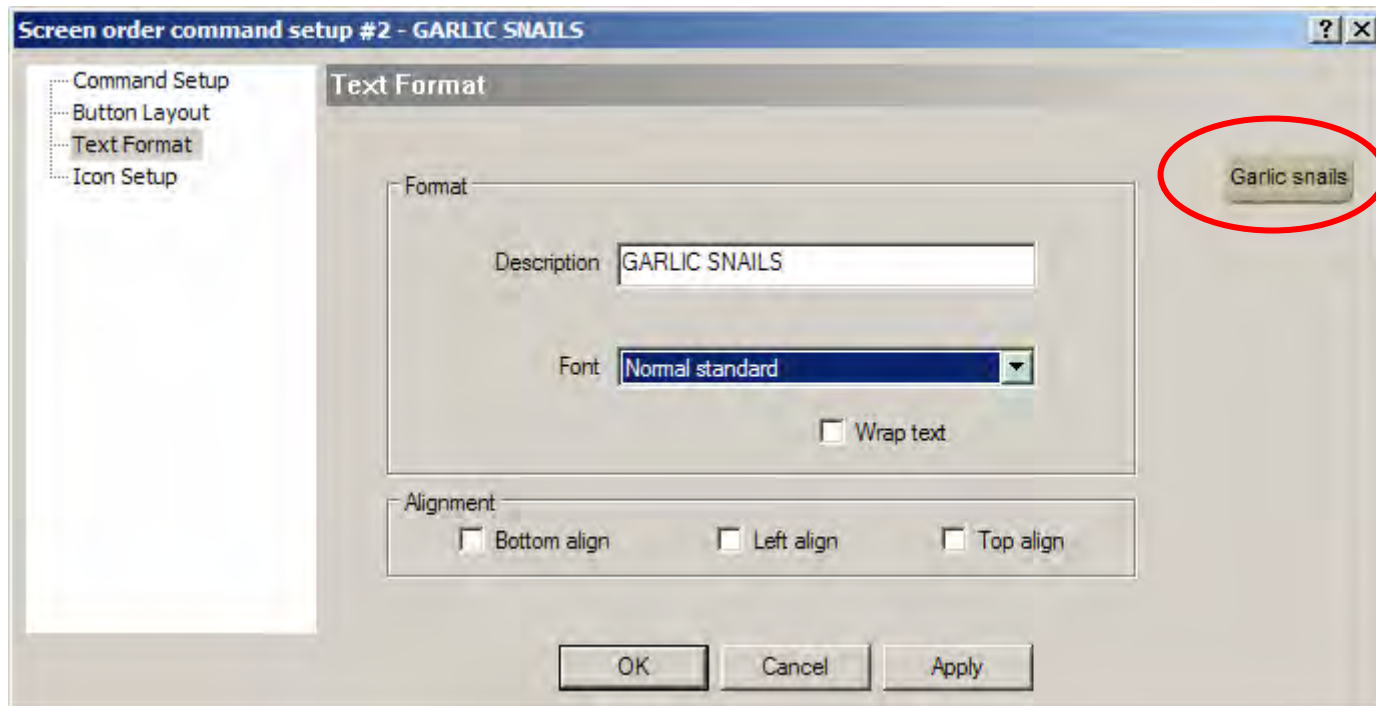 Screen order command setup #2 - GARLIC SNAILS ? X
Command Setup
Button Layout
Text Format
Icon Setup
Text Format
Garlic snails
Format
Description GARLIC SNAILS
Font Normal standard
Wrap text
Alignment
Bottom align Left align Top align
OK Cancel Apply